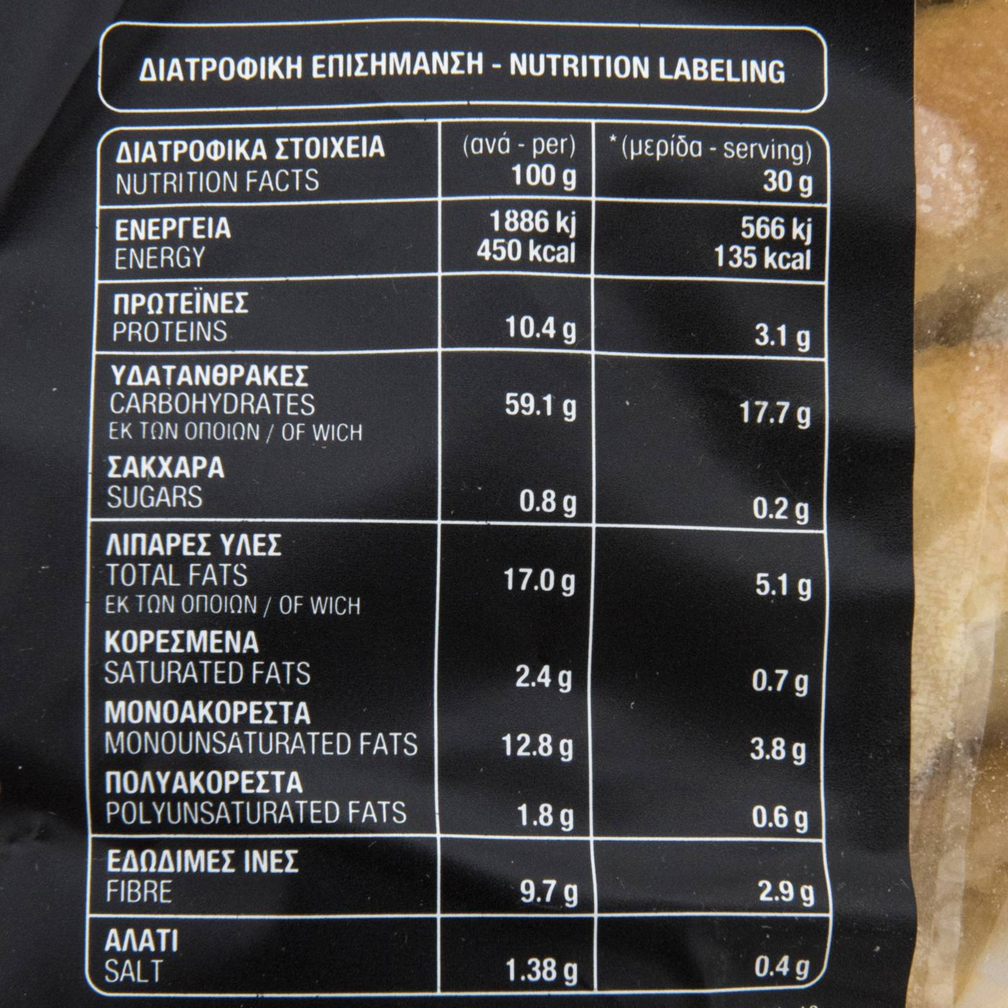 ΔΙΑΤΡΟΦΙΚΗ ΕΠΙΣΗΜΑΝΣΗ - NUTRITION LABELING
ΔΙΑΤΡΟΦΙΚΑ ΣΤΟΙΧΕΙΑ (ανά - per) *(μερίδα - serving)
NUTRITION FACTS 100 g 30 g
ΕΝΕΡΓΕΙΑ 1886 kj 566 kj
ENERGY 450 kcal 135 kcal
ΠΡΩΤΕΪΝΕΣ
PROTEINS 10.4 g 3.1 g
ΥΔΑΤΑΝΘΡΑΚΕΣ
CARBOHYDRATES 59.1 g 17.7 g
ΕΚ ΤΩΝ ΟΠΟΙΩΝ / OF WICH
ΣΑΚΧΑΡΑ
SUGARS 0.8 g 0.2 g
ΛΙΠΑΡΕΣ ΥΛΕΣ
TOTAL FATS 17.0 g 5.1 g
ΕΚ ΤΩΝ ΟΠΟΙΩΝ / OF WICH
ΚΟΡΕΣΜΕΝΑ
SATURATED FATS 2.4 g 0.7 g
ΜΟΝΟΑΚΟΡΕΣΤΑ
MONOUNSATURATED FATS 12.8 g 3.8 g
ΠΟΛΥΑΚΟΡΕΣΤΑ
POLYUNSATURATED FATS 1.8 g 0.6 g
ΕΔΩΔΙΜΕΣ ΙΝΕΣ
FIBRE 9.7 g 2.9 g
ΑΛΑΤΙ
SALT 1.38 g 0.4 g